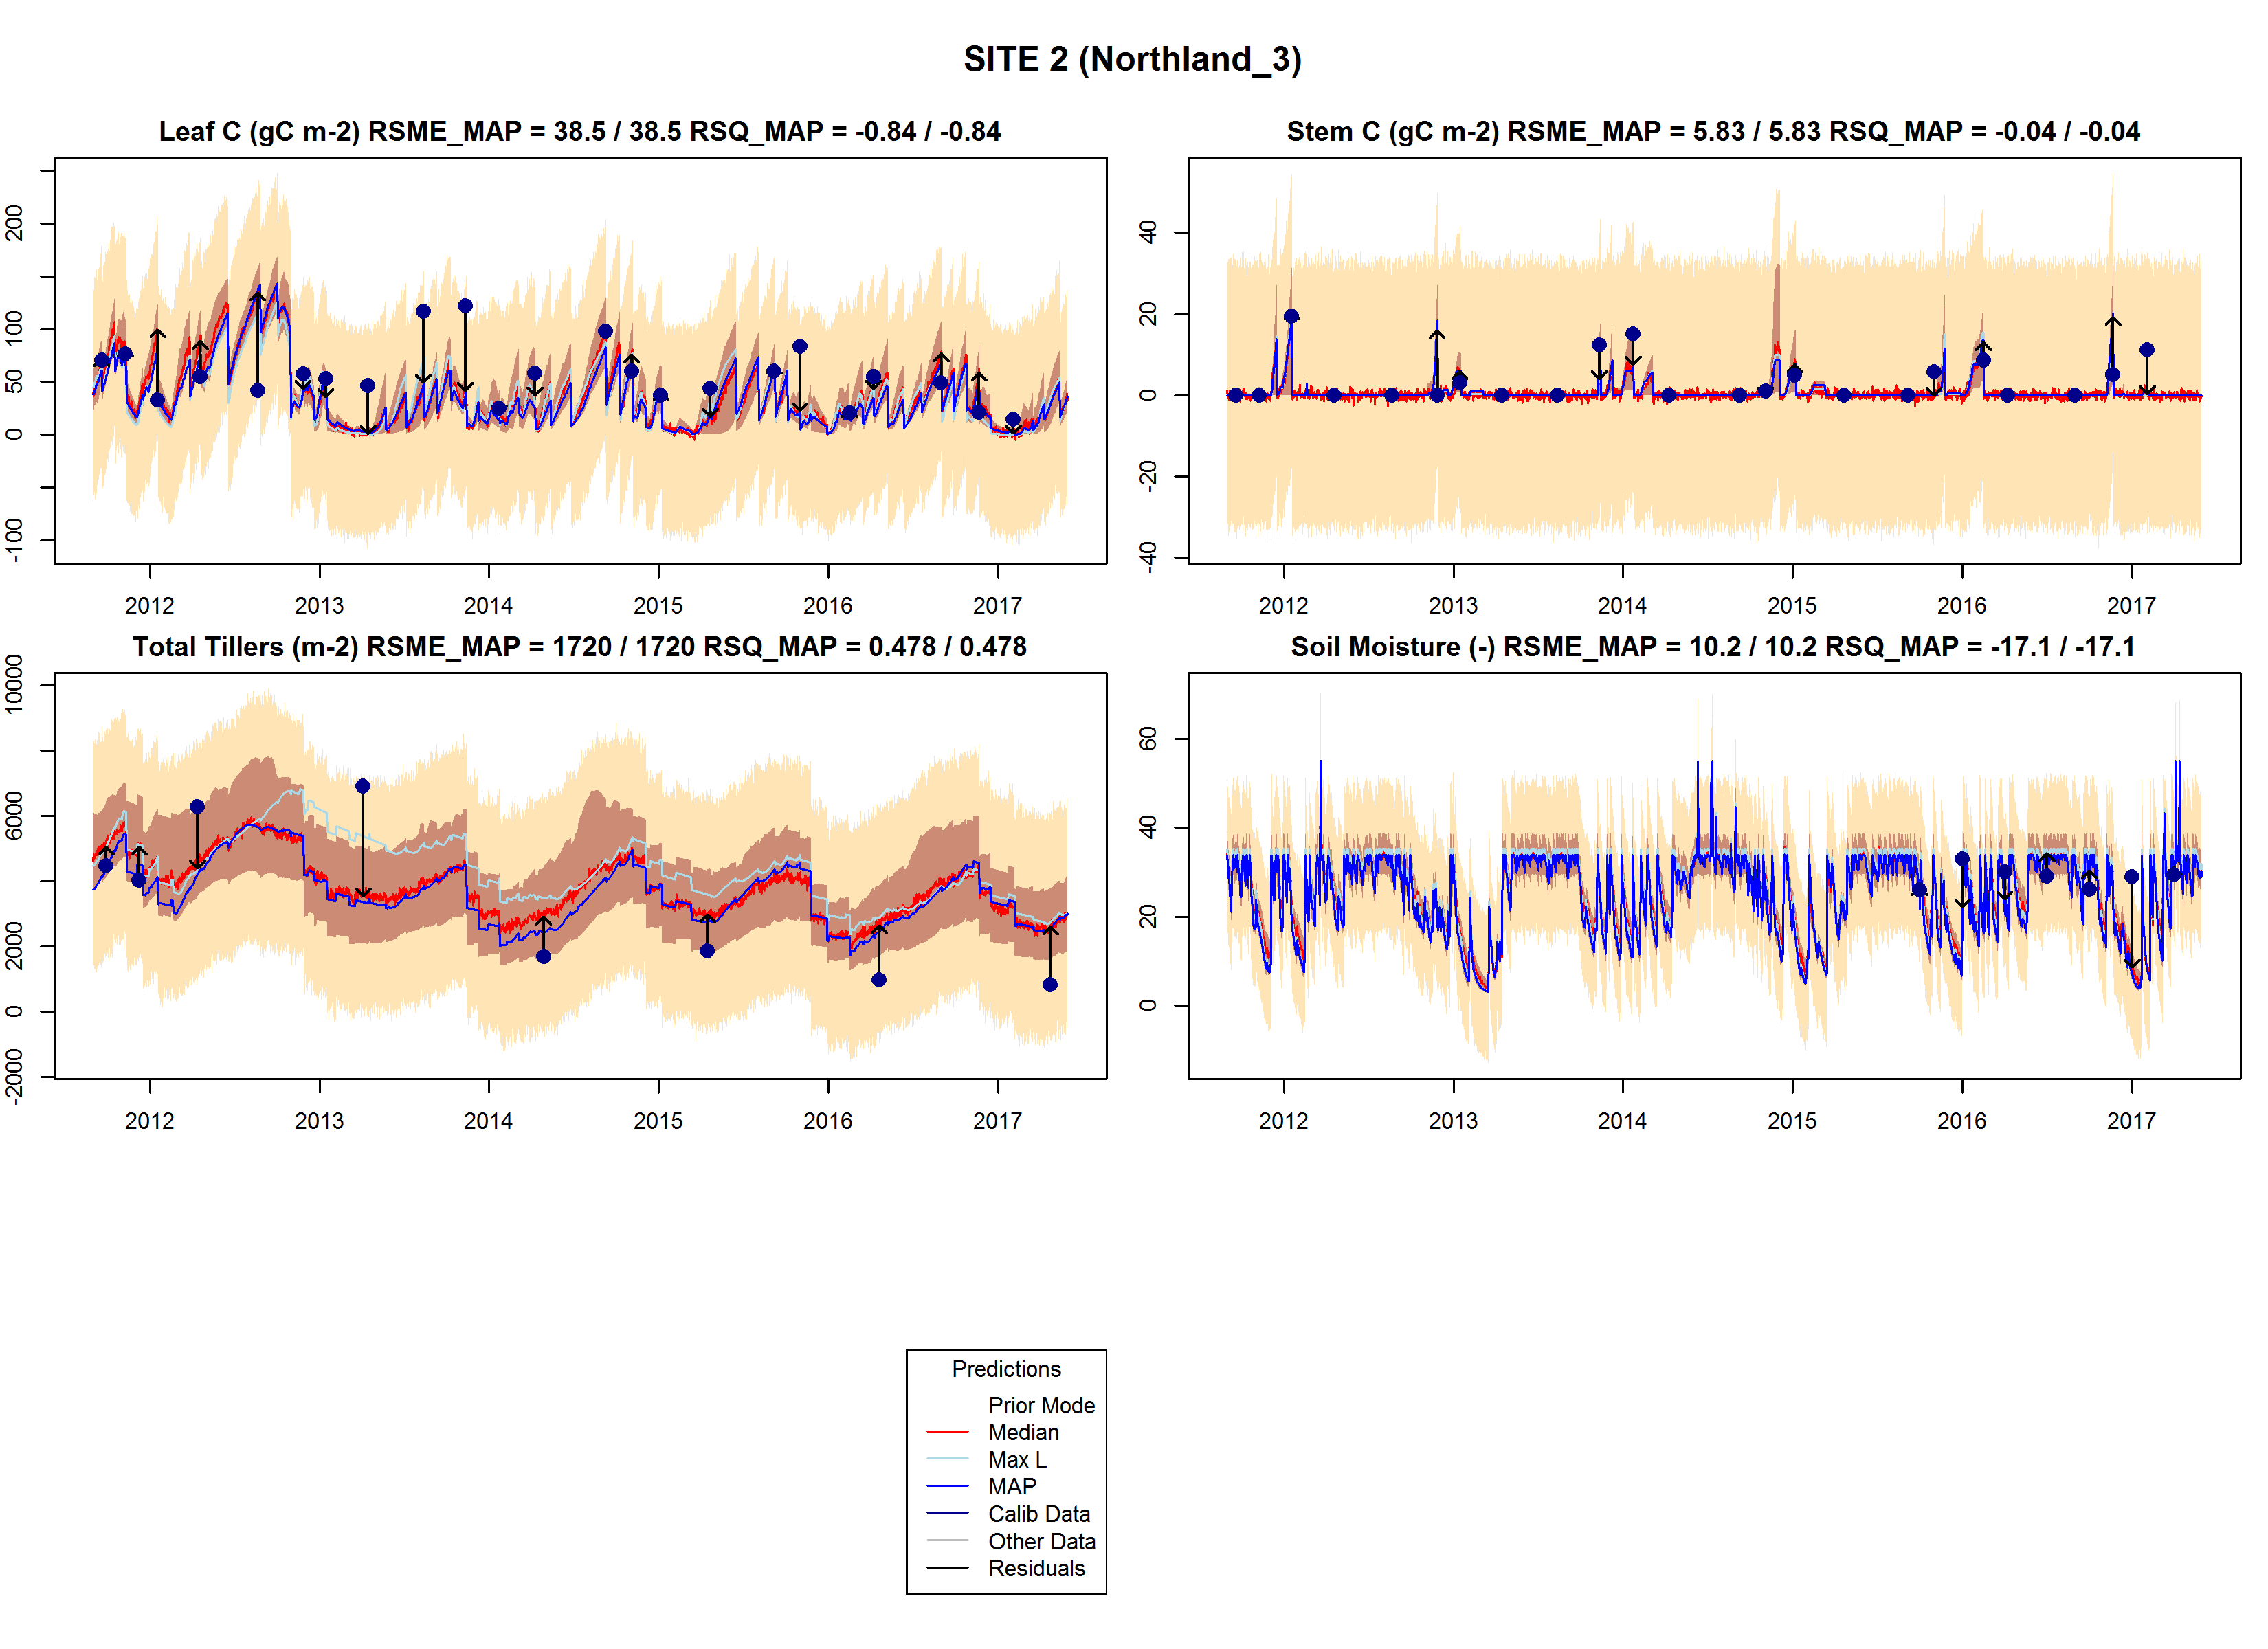 SITE 2 (Northland_3)
Leaf C (gC m-2) RSME_MAP = 38.5 / 38.5 RSQ_MAP = -0.84 / -0.84
200
100
50
0
-100
2012 2013 2014 2015 2016 2017
Stem C (gC m-2) RSME_MAP = 5.83 / 5.83 RSQ_MAP = -0.04 / -0.04
40
20
0
-20
-40
2012 2013 2014 2015 2016 2017
Total Tillers (m-2) RSME_MAP = 1720 / 1720 RSQ_MAP = 0.478 / 0.478
10000
6000
2000
0
-2000
2012 2013 2014 2015 2016 2017
Soil Moisture (-) RSME_MAP = 10.2 / 10.2 RSQ_MAP = -17.1 / -17.1
60
40
20
0
2012 2013 2014 2015 2016 2017
Predictions
Prior Mode
Median
Max L
MAP
Calib Data
Other Data
Residuals